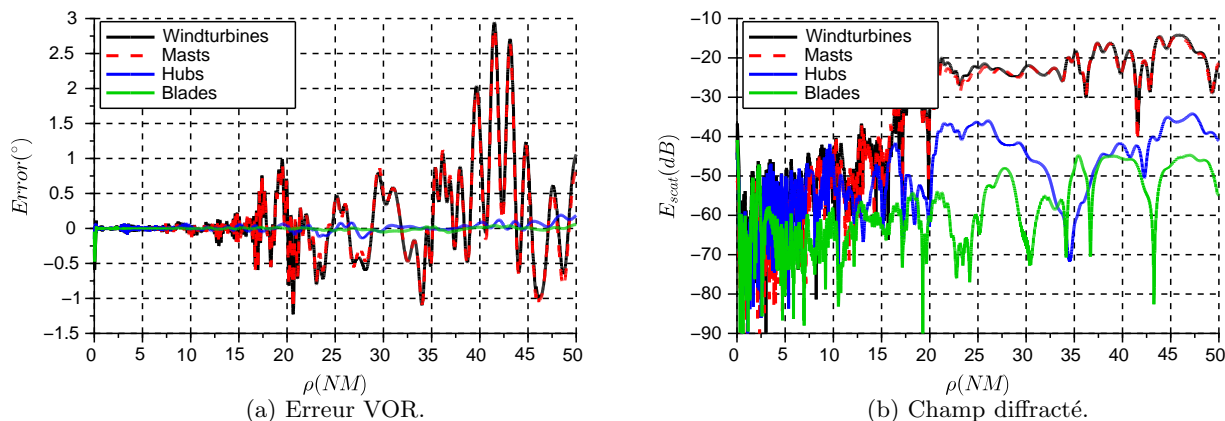 3
2.5
2
1.5
1
0.5
0
−0.5
−1
−1.5
Error(°)
Windturbines
Masts
Hubs
Blades
0 5 10 15 20 25 30 35 40 45 50
ρ(NM)
(a) Erreur VOR.
−10
−20
−30
−40
−50
−60
−70
−80
−90
E_scat(dB)
Windturbines
Masts
Hubs
Blades
0 5 10 15 20 25 30 35 40 45 50
ρ(NM)
(b) Champ diffracté.